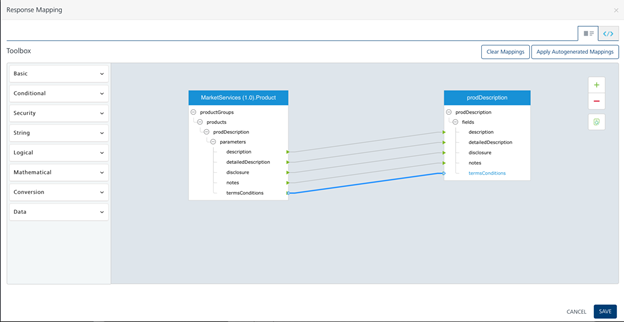 Response Mapping
Toolbox
Clear Mappings
Apply Autogenerated Mappings
Basic
Conditional
Security
String
Logical
Mathematical
Conversion
Data
MarketServices (1.0).Product
productGroups
products
prodDescription
parameters
description
detailedDescription
disclosure
notes
termsConditions
prodDescription
prodDescription
fields
description
detailedDescription
disclosure
notes
termsConditions
CANCEL
SAVE